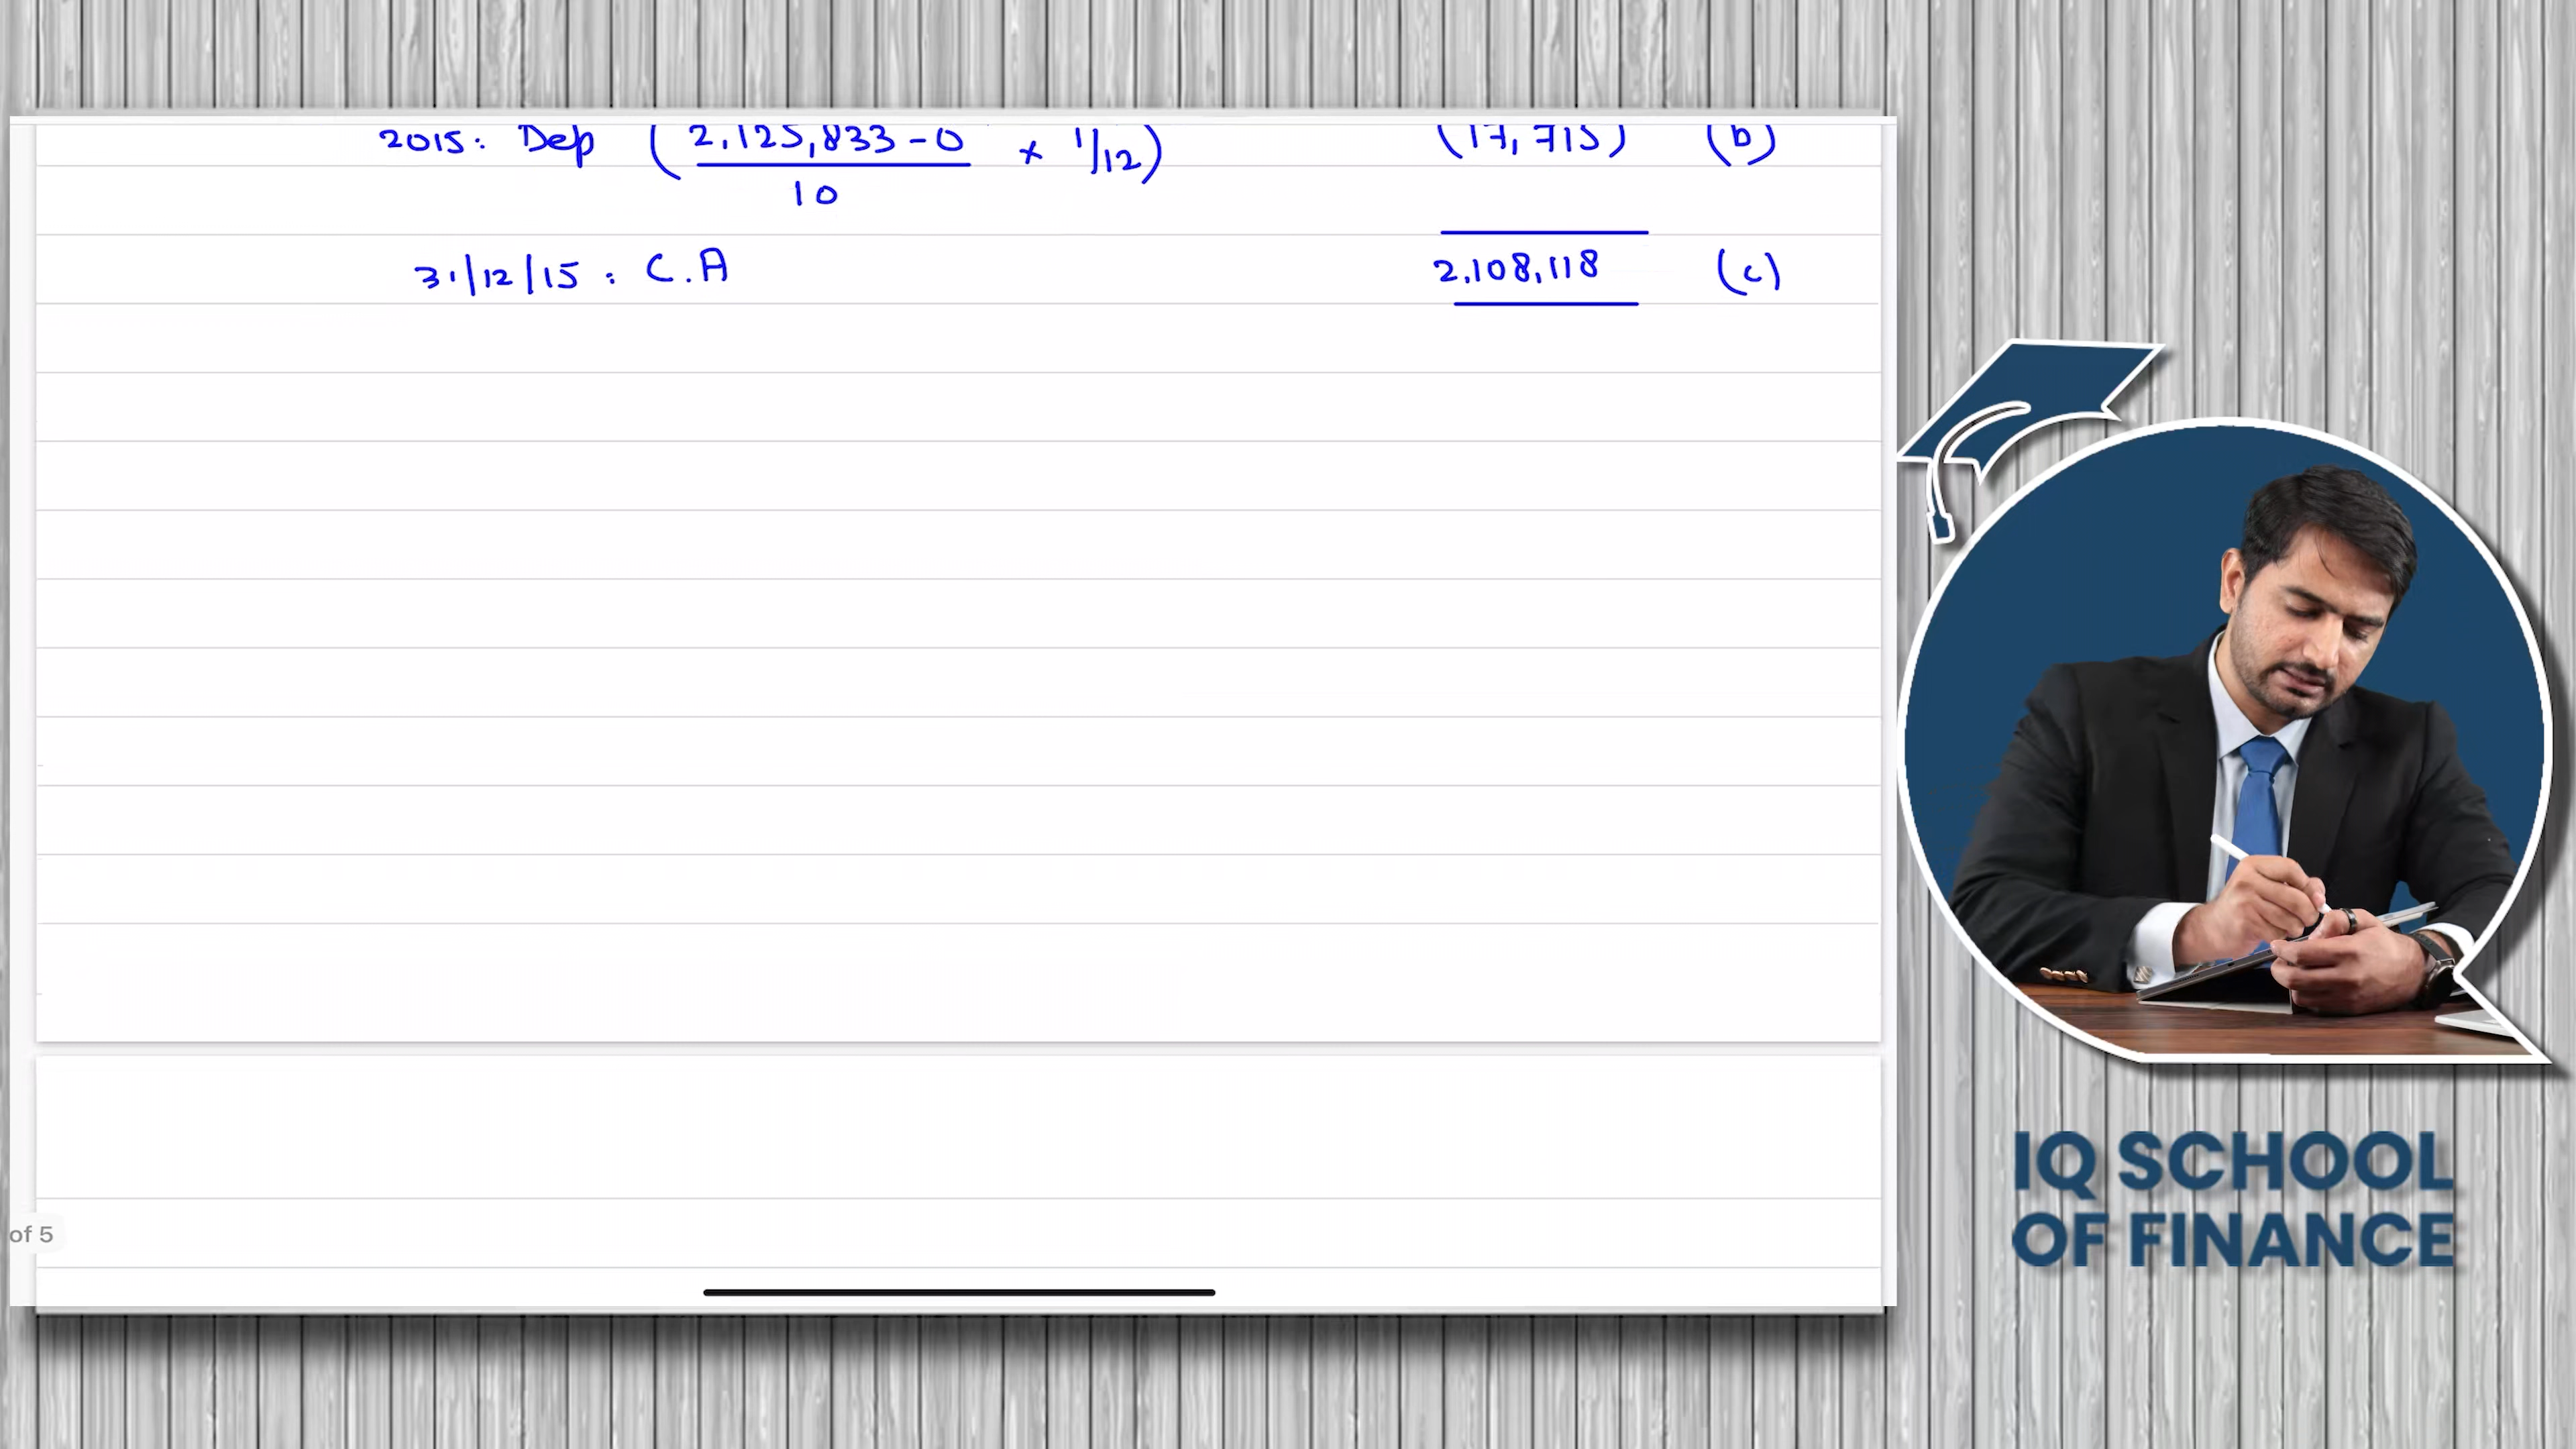 2015: Dep ( 2,125,833 - 0 × 1/12) (17,715) (b)
10
31/12/15 : C.A 2,108,118 (c)
of 5
IQ SCHOOL
OF FINANCE